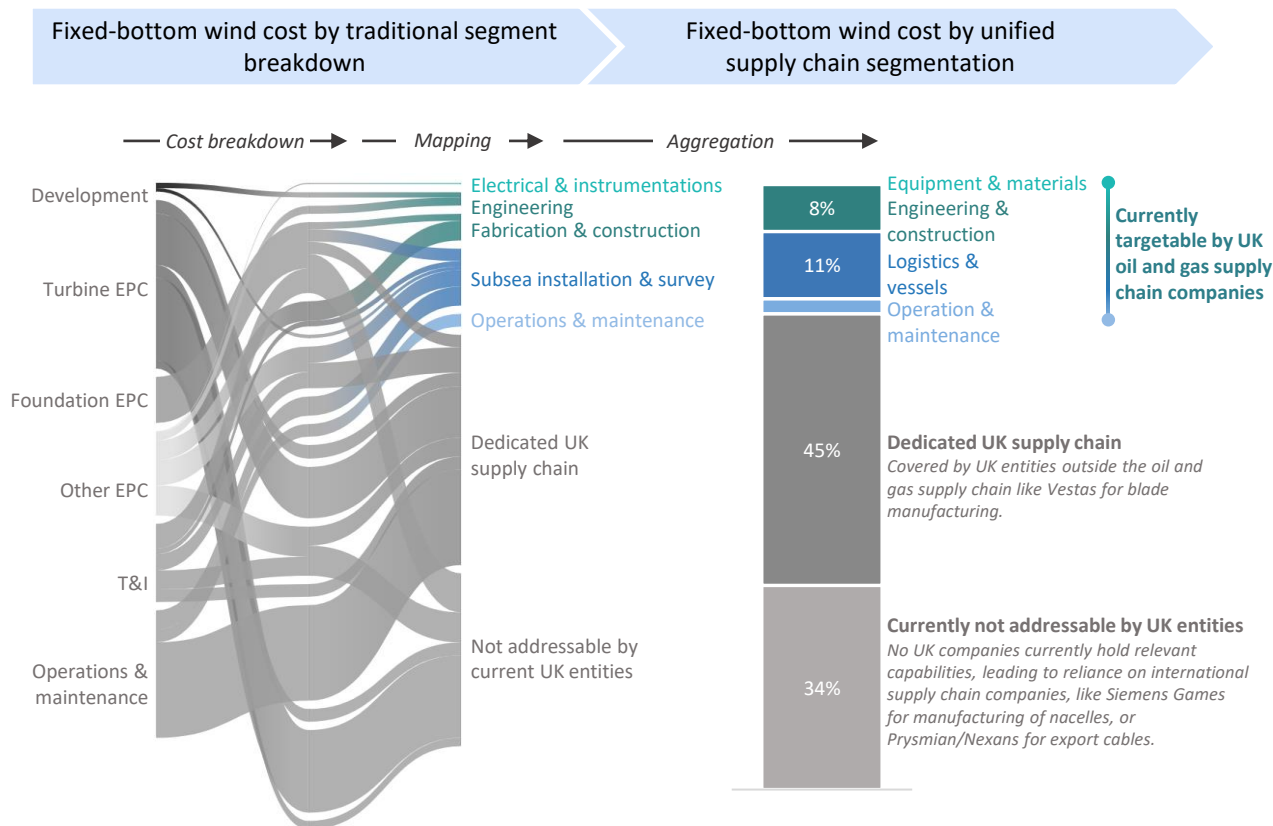 Fixed-bottom wind cost by traditional segment
breakdown
Fixed-bottom wind cost by unified
supply chain segmentation
Cost breakdown
Mapping
Aggregation
Development
Turbine EPC
Foundation EPC
Other EPC
T&I
Operations &
maintenance
Electrical & instrumentations
Engineering
Fabrication & construction
Subsea installation & survey
Operations & maintenance
Dedicated UK
supply chain
Not addressable by
current UK entities
8%
11%
45%
34%
Equipment & materials
Engineering &
construction
Logistics &
vessels
Operation &
maintenance
Currently
targetable by UK
oil and gas supply
chain companies
Dedicated UK supply chain
Covered by UK entities outside the oil and
gas supply chain like Vestas for blade
manufacturing.
Currently not addressable by UK entities
No UK companies currently hold relevant
capabilities, leading to reliance on international
supply chain companies, like Siemens Games
for manufacturing of nacelles, or
Prysmian/Nexans for export cables.